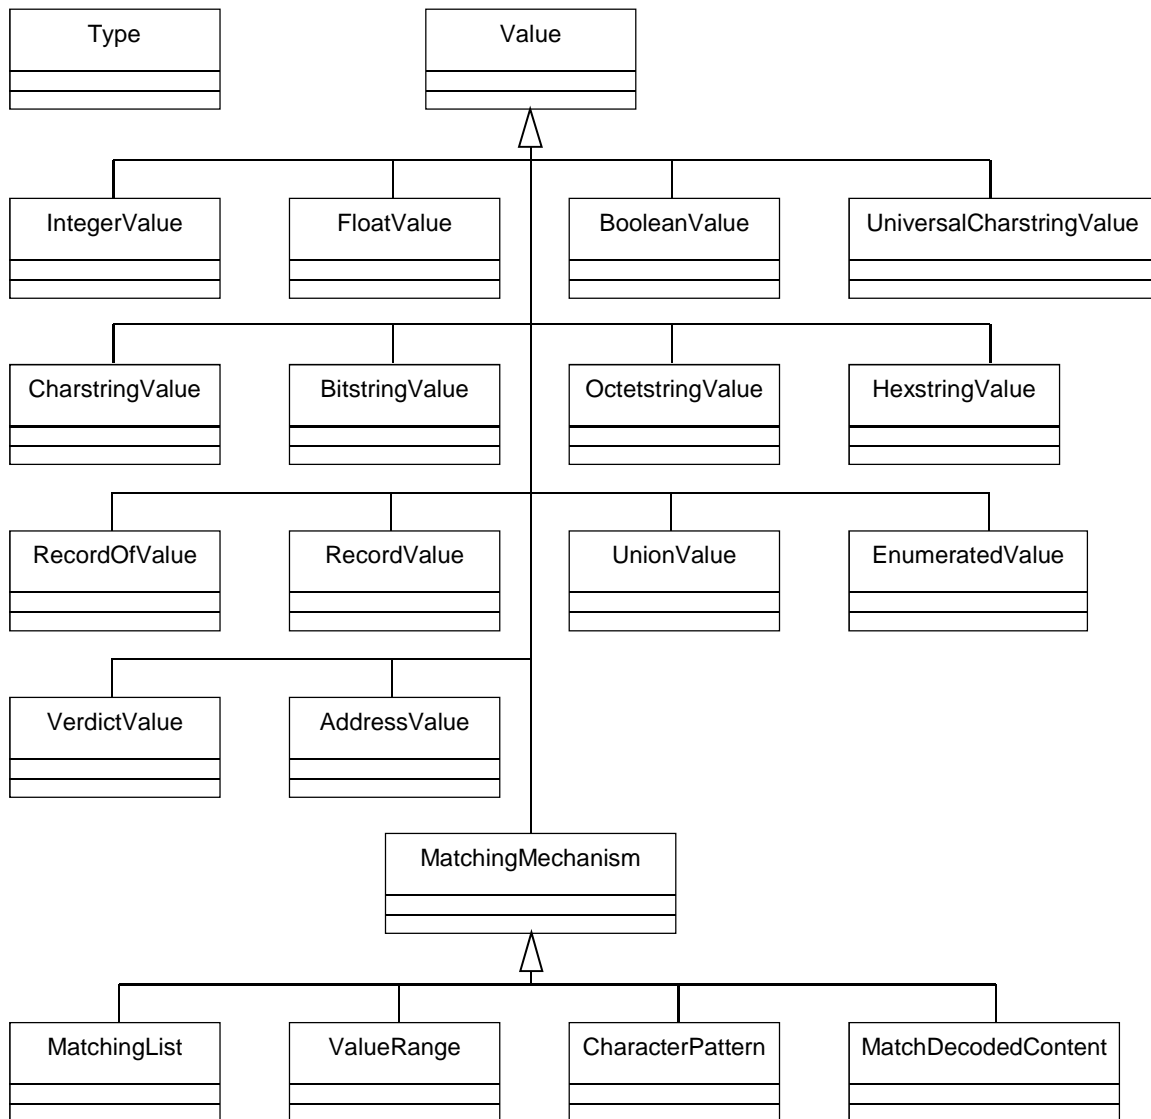 Type
Value
IntegerValue
FloatValue
BooleanValue
UniversalCharstringValue
CharstringValue
BitstringValue
OctetstringValue
HexstringValue
RecordOfValue
RecordValue
UnionValue
EnumeratedValue
VerdictValue
AddressValue
MatchingMechanism
MatchingList
ValueRange
CharacterPattern
MatchDecodedContent